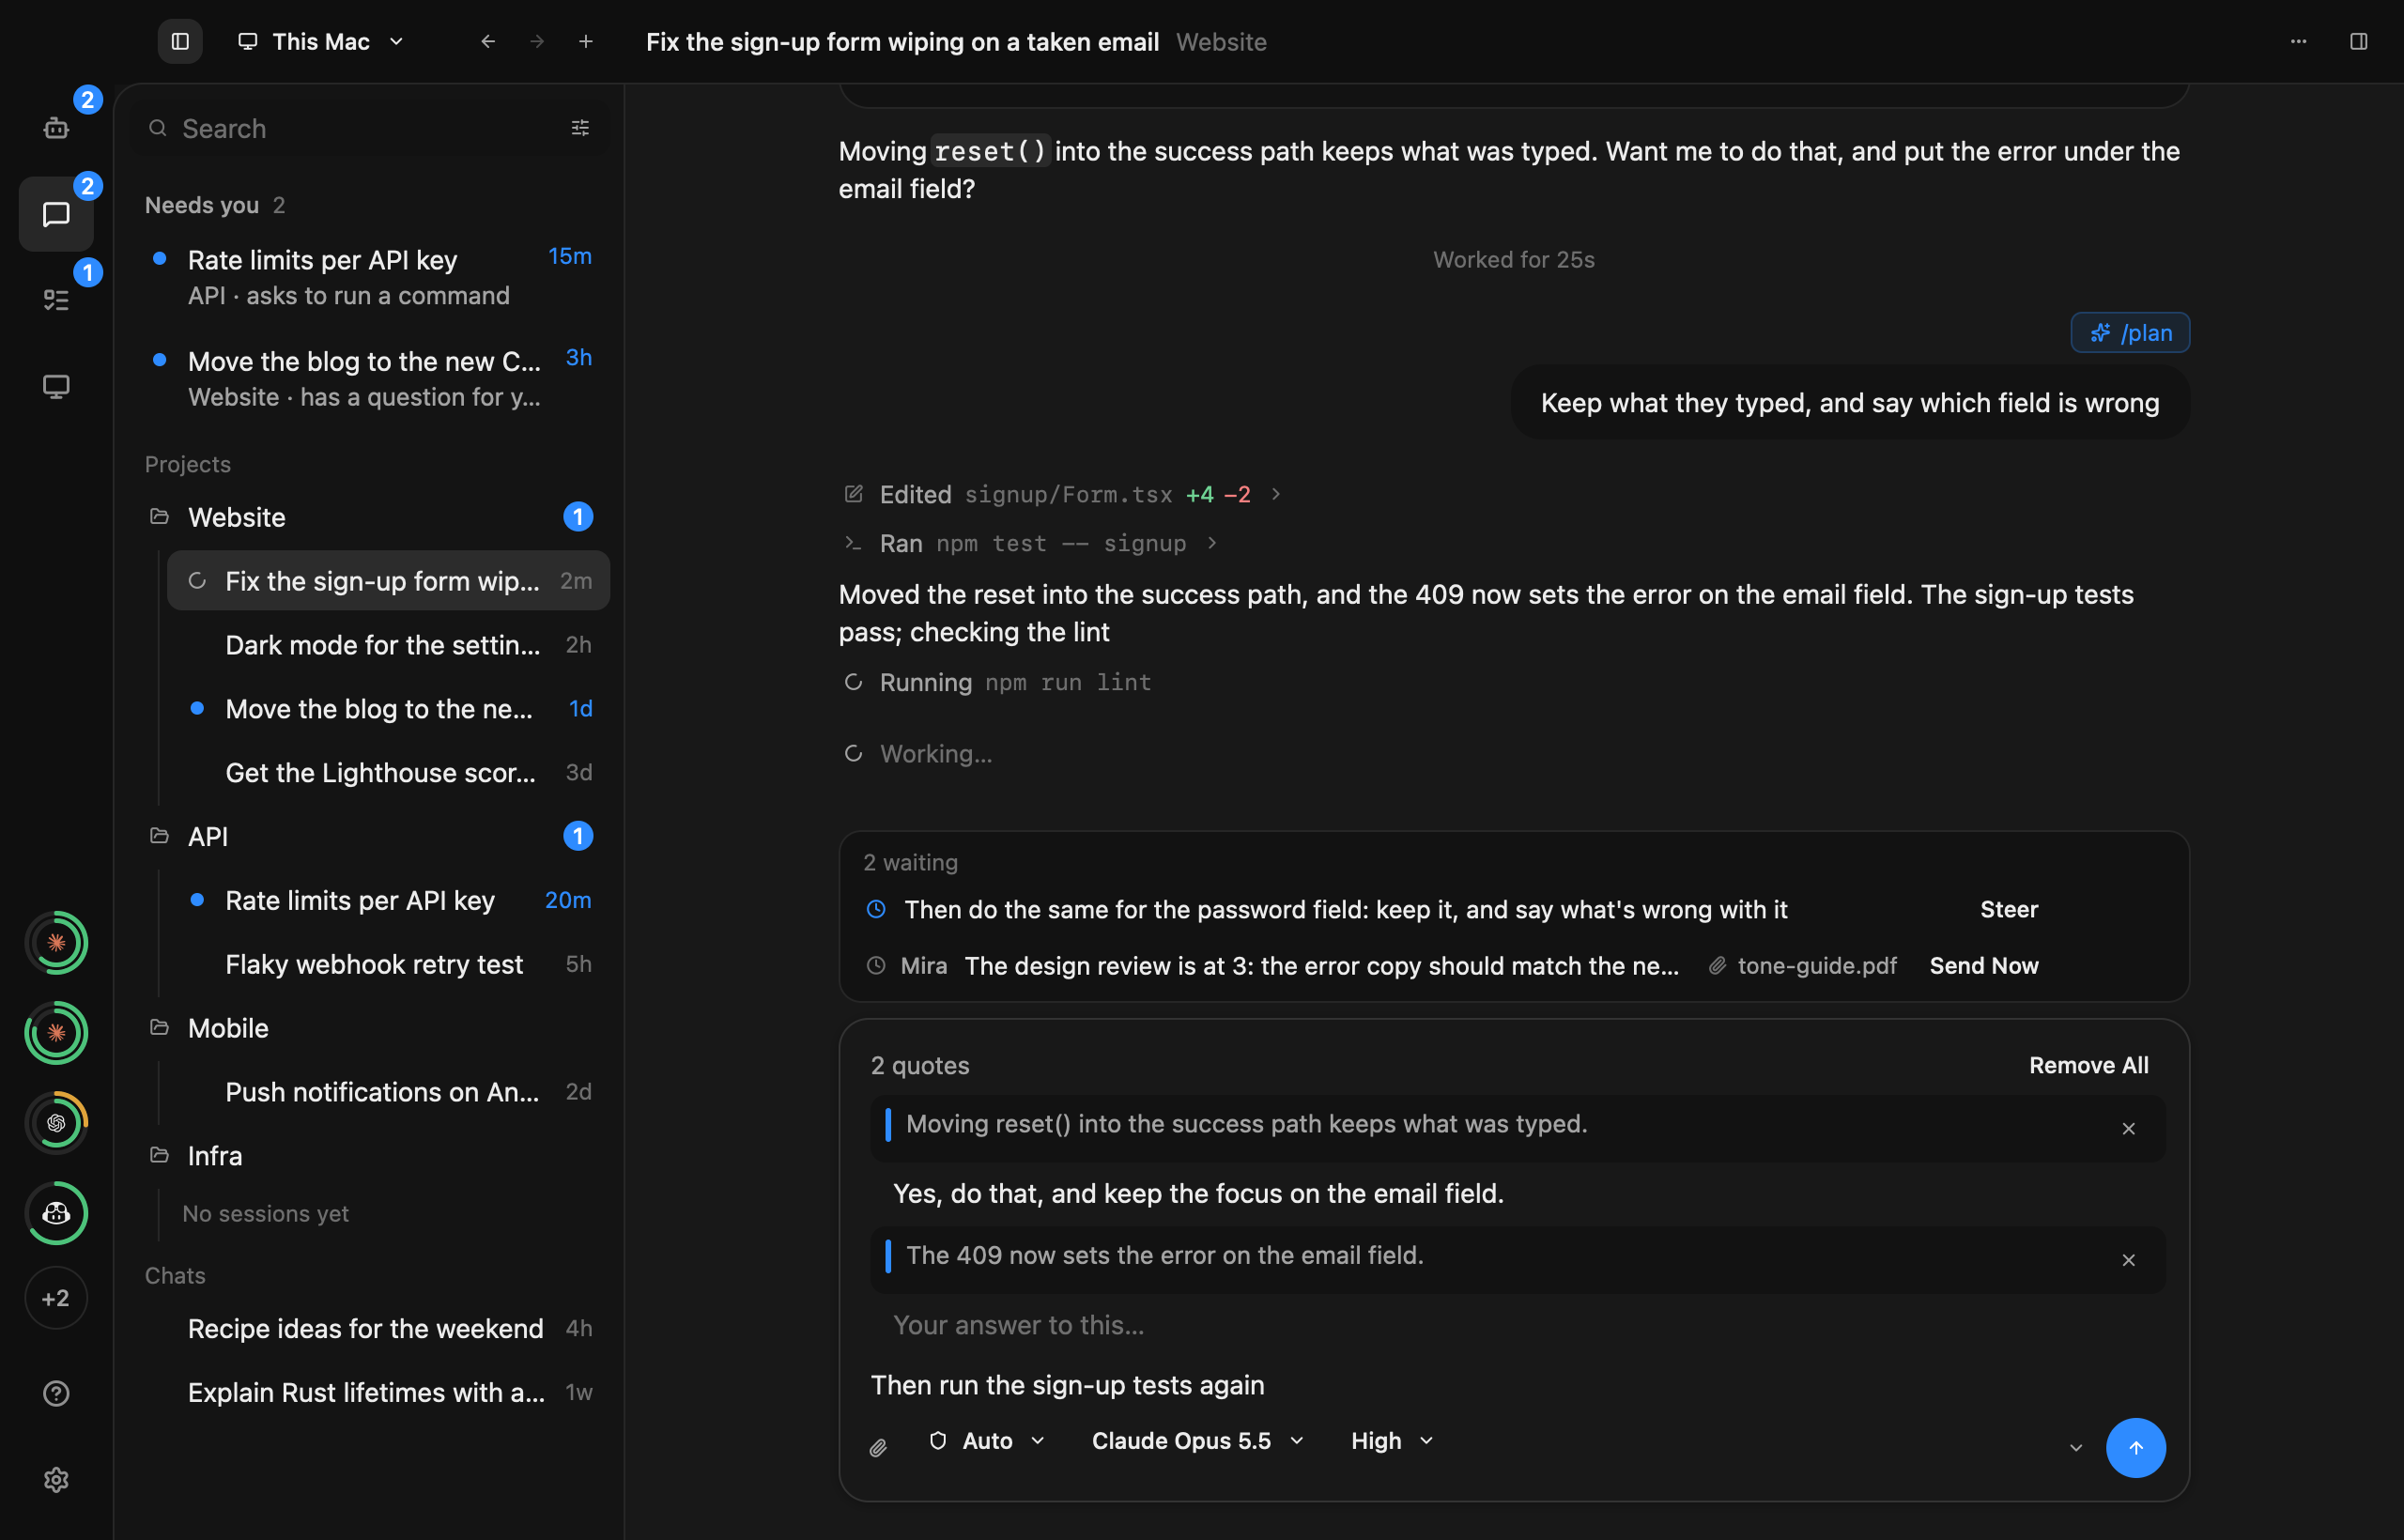 This Mac
Fix the sign-up form wiping on a taken email Website
2
2
1
+2
Search
Needs you 2
Rate limits per API key 15m
API · asks to run a command
Move the blog to the new C... 3h
Website · has a question for y...
Projects
Website 1
Fix the sign-up form wip... 2m
Dark mode for the settin... 2h
Move the blog to the ne... 1d
Get the Lighthouse scor... 3d
API 1
Rate limits per API key 20m
Flaky webhook retry test 5h
Mobile
Push notifications on An... 2d
Infra
No sessions yet
Chats
Recipe ideas for the weekend 4h
Explain Rust lifetimes with a... 1w
Moving reset() into the success path keeps what was typed. Want me to do that, and put the error under the
email field?
Worked for 25s
/plan
Keep what they typed, and say which field is wrong
Edited signup/Form.tsx +4 −2
Ran npm test -- signup
Moved the reset into the success path, and the 409 now sets the error on the email field. The sign-up tests
pass; checking the lint
Running npm run lint
Working...
2 waiting
Then do the same for the password field: keep it, and say what's wrong with it Steer
Mira The design review is at 3: the error copy should match the ne... tone-guide.pdf Send Now
2 quotes Remove All
Moving reset() into the success path keeps what was typed.
Yes, do that, and keep the focus on the email field.
The 409 now sets the error on the email field.
Your answer to this...
Then run the sign-up tests again
Auto Claude Opus 5.5 High